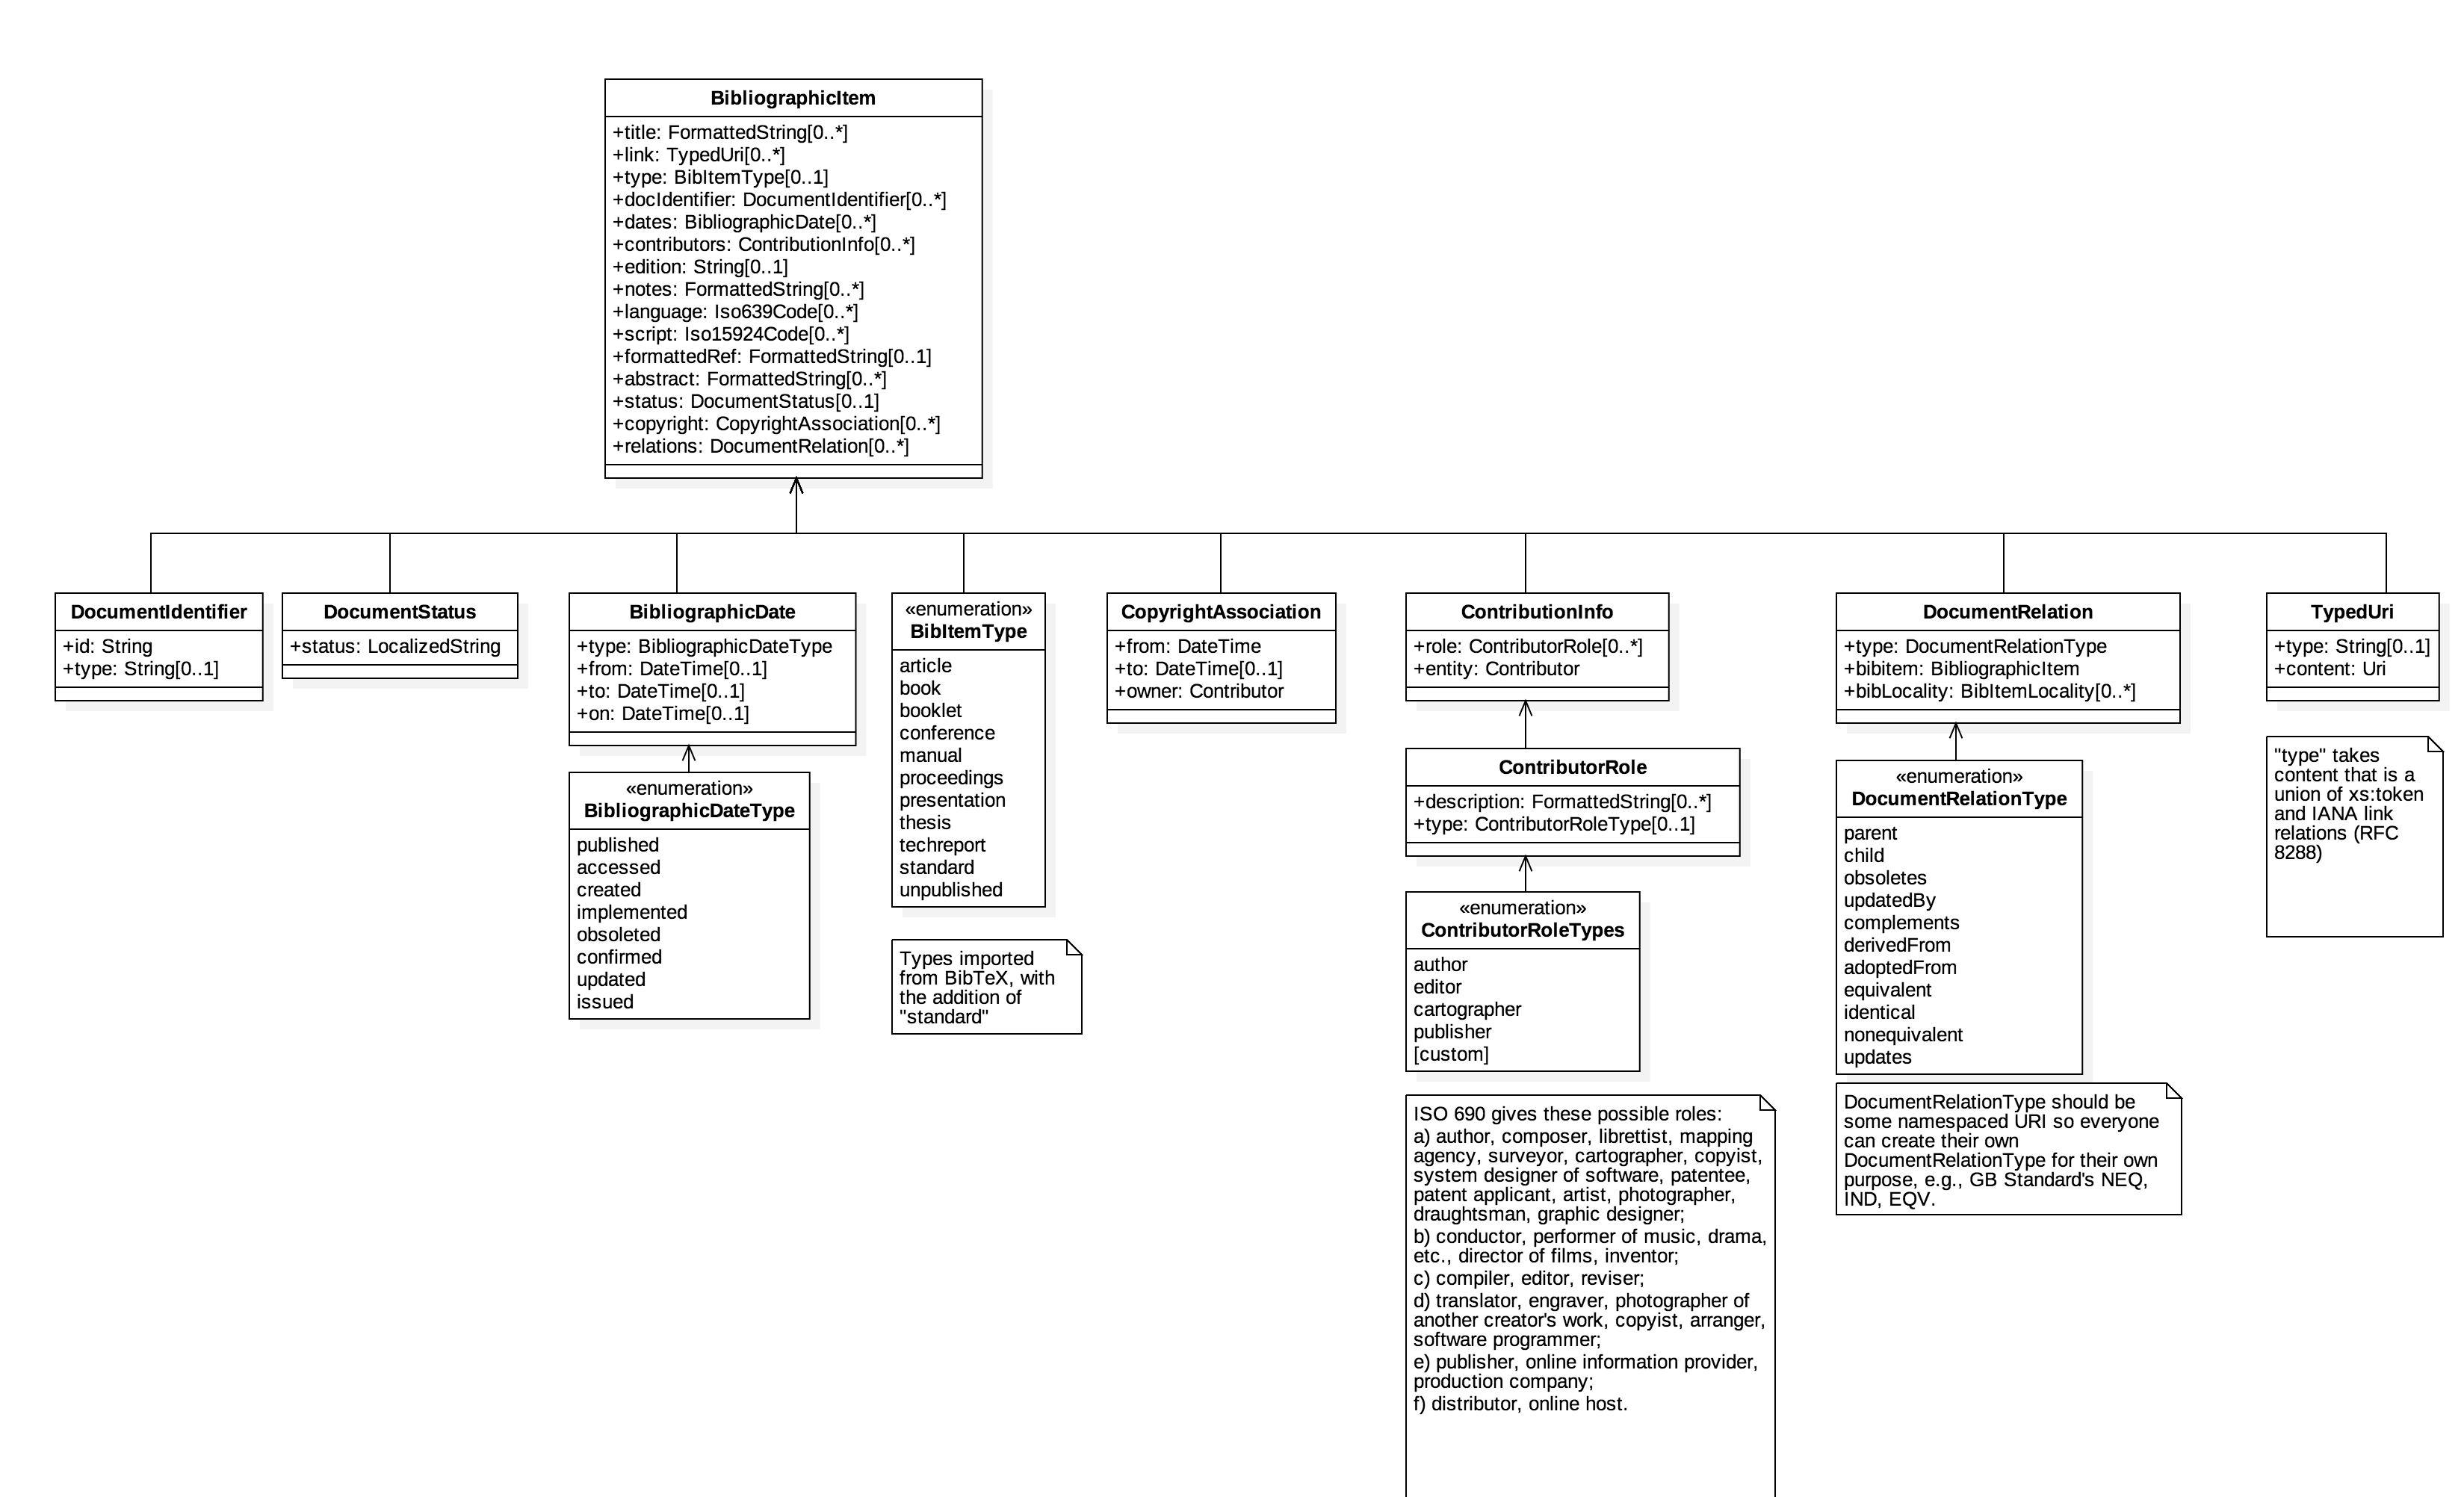 BibliographicItem
+title: FormattedString[0..*]
+link: TypedUri[0..*]
+type: BibItemType[0..1]
+docIdentifier: DocumentIdentifier[0..*]
+dates: BibliographicDate[0..*]
+contributors: ContributionInfo[0..*]
+edition: String[0..1]
+notes: FormattedString[0..*]
+language: Iso639Code[0..*]
+script: Iso15924Code[0..*]
+formattedRef: FormattedString[0..1]
+abstract: FormattedString[0..*]
+status: DocumentStatus[0..1]
+copyright: CopyrightAssociation[0..*]
+relations: DocumentRelation[0..*]
DocumentIdentifier
+id: String
+type: String[0..1]
DocumentStatus
+status: LocalizedString
BibliographicDate
+type: BibliographicDateType
+from: DateTime[0..1]
+to: DateTime[0..1]
+on: DateTime[0..1]
«enumeration»
BibliographicDateType
published
accessed
created
implemented
obsoleted
confirmed
updated
issued
«enumeration»
BibItemType
article
book
booklet
conference
manual
proceedings
presentation
thesis
techreport
standard
unpublished
Types imported
from BibTeX, with
the addition of
"standard"
CopyrightAssociation
+from: DateTime
+to: DateTime[0..1]
+owner: Contributor
ContributionInfo
+role: ContributorRole[0..*]
+entity: Contributor
ContributorRole
+description: FormattedString[0..*]
+type: ContributorRoleType[0..1]
«enumeration»
ContributorRoleTypes
author
editor
cartographer
publisher
[custom]
ISO 690 gives these possible roles:
a) author, composer, librettist, mapping
agency, surveyor, cartographer, copyist,
system designer of software, patentee,
patent applicant, artist, photographer,
draughtsman, graphic designer;
b) conductor, performer of music, drama,
etc., director of films, inventor;
c) compiler, editor, reviser;
d) translator, engraver, photographer of
another creator's work, copyist, arranger,
software programmer;
e) publisher, online information provider,
production company;
f) distributor, online host.
DocumentRelation
+type: DocumentRelationType
+bibitem: BibliographicItem
+bibLocality: BibItemLocality[0..*]
«enumeration»
DocumentRelationType
parent
child
obsoletes
updatedBy
complements
derivedFrom
adoptedFrom
equivalent
identical
nonequivalent
updates
DocumentRelationType should be
some namespaced URI so everyone
can create their own
DocumentRelationType for their own
purpose, e.g., GB Standard's NEQ,
IND, EQV.
TypedUri
+type: String[0..1]
+content: Uri
"type" takes
content that is a
union of xs:token
and IANA link
relations (RFC
8288)